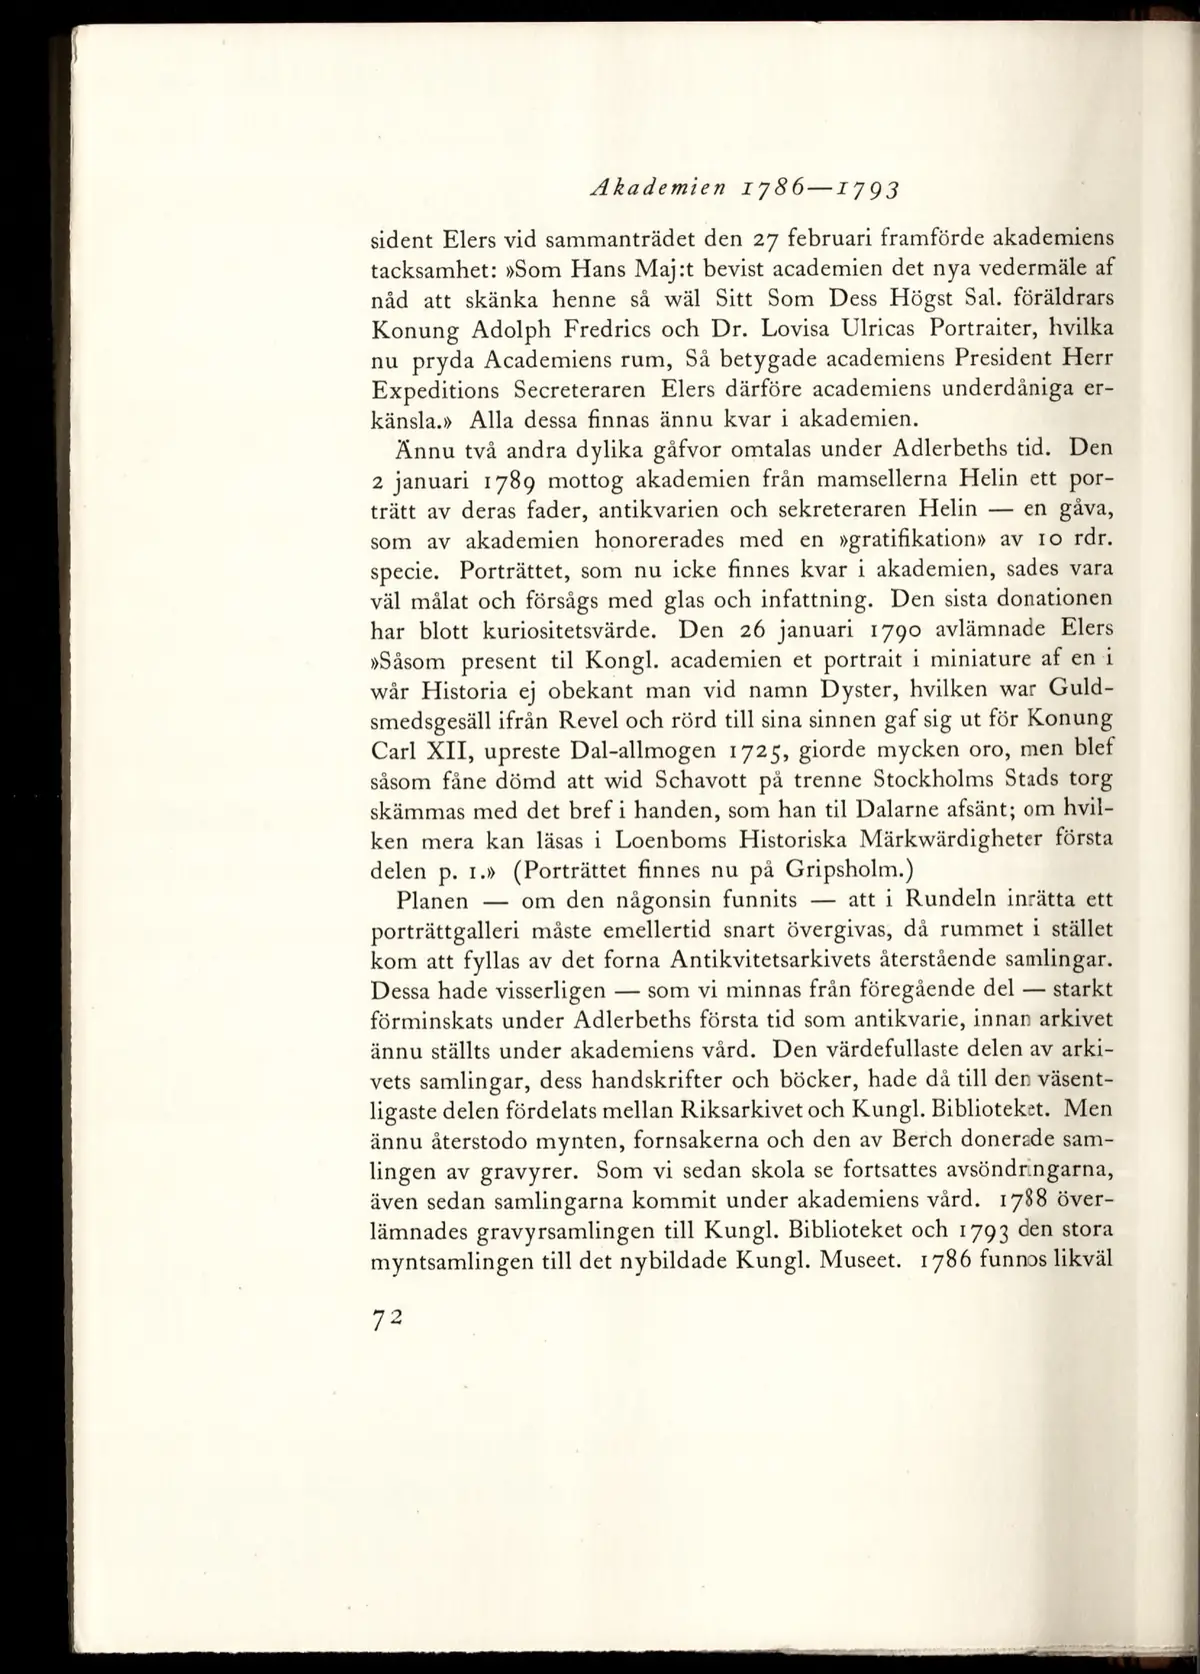 Akademien 1786—1793
sident Elers vid sammanträdet den 27 februari framförde akademiens
tacksamhet: »Som Hans Maj:t bevist academien det nya vedermäle af
nåd att skänka henne så wäl Sitt Som Dess Högst Sal. föräldrars
Konung Adolph Fredrics och Dr. Lovisa Ulricas Portraiter, hvilka
nu pryda Academiens rum, Så betygade academiens President Herr
Expeditions Secreteraren Elers därföre academiens underdåniga er-
känsla.» Alla dessa finnas ännu kvar i akademien.
Ännu två andra dylika gåfvor omtalas under Adlerbeths tid. Den
2 januari 1789 mottog akademien från mamsellerna Helin ett por-
trätt av deras fader, antikvarien och sekreteraren Helin — en gåva,
som av akademien honorerades med en »gratifikation» av 10 rdr.
specie. Porträttet, som nu icke finnes kvar i akademien, sades vara
väl målat och försågs med glas och infattning. Den sista donationen
har blott kuriositetsvärde. Den 26 januari 1790 avlämnade Elers
»Såsom present til Kongl. academien et portrait i miniature af en i
wår Historia ej obekant man vid namn Dyster, hvilken war Guld-
smedsgesäll ifrån Revel och rörd till sina sinnen gaf sig ut för Konung
Carl XII, upreste Dal-allmogen 1725, giorde mycken oro, men blef
såsom fåne dömd att wid Schavott på trenne Stockholms Stads torg
skämmas med det bref i handen, som han til Dalarne afsänt; om hvil-
ken mera kan läsas i Loenboms Historiska Märkwärdigheter första
delen p. 1.» (Porträttet finnes nu på Gripsholm.)
Planen — om den någonsin funnits — att i Rundeln inrätta ett
porträttgalleri måste emellertid snart övergivas, då rummet i stället
kom att fyllas av det forna Antikvitetsarkivets återstående samlingar.
Dessa hade visserligen — som vi minnas från föregående del — starkt
förminskats under Adlerbeths första tid som antikvarie, innan arkivet
ännu ställts under akademiens vård. Den värdefullaste delen av arki-
vets samlingar, dess handskrifter och böcker, hade då till den väsent-
ligaste delen fördelats mellan Riksarkivet och Kungl. Biblioteket. Men
ännu återstodo mynten, fornsakerna och den av Berch donerade sam-
lingen av gravyrer. Som vi sedan skola se fortsattes avsöndringarna,
även sedan samlingarna kommit under akademiens vård. 1788 över-
lämnades gravyrsamlingen till Kungl. Biblioteket och 1793 den stora
myntsamlingen till det nybildade Kungl. Museet. 1786 funnos likväl
72